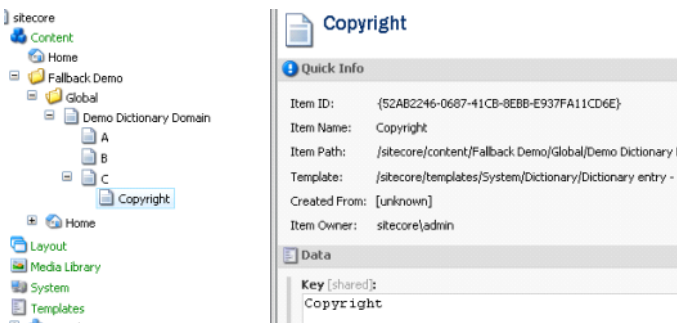 sitecore
Content
Home
Fallback Demo
Global
Demo Dictionary Domain
A
B
C
Copyright
Home
Layout
Media Library
System
Templates
Copyright
Quick Info
Item ID: {52AB2246-0687-41CB-8EBB-E937FA11CD6E}
Item Name: Copyright
Item Path: /sitecore/content/Fallback Demo/Global/Demo Dictionary
Template: /sitecore/templates/System/Dictionary/Dictionary entry -
Created From: [unknown]
Item Owner: sitecore\admin
Data
Key [shared]:
Copyright